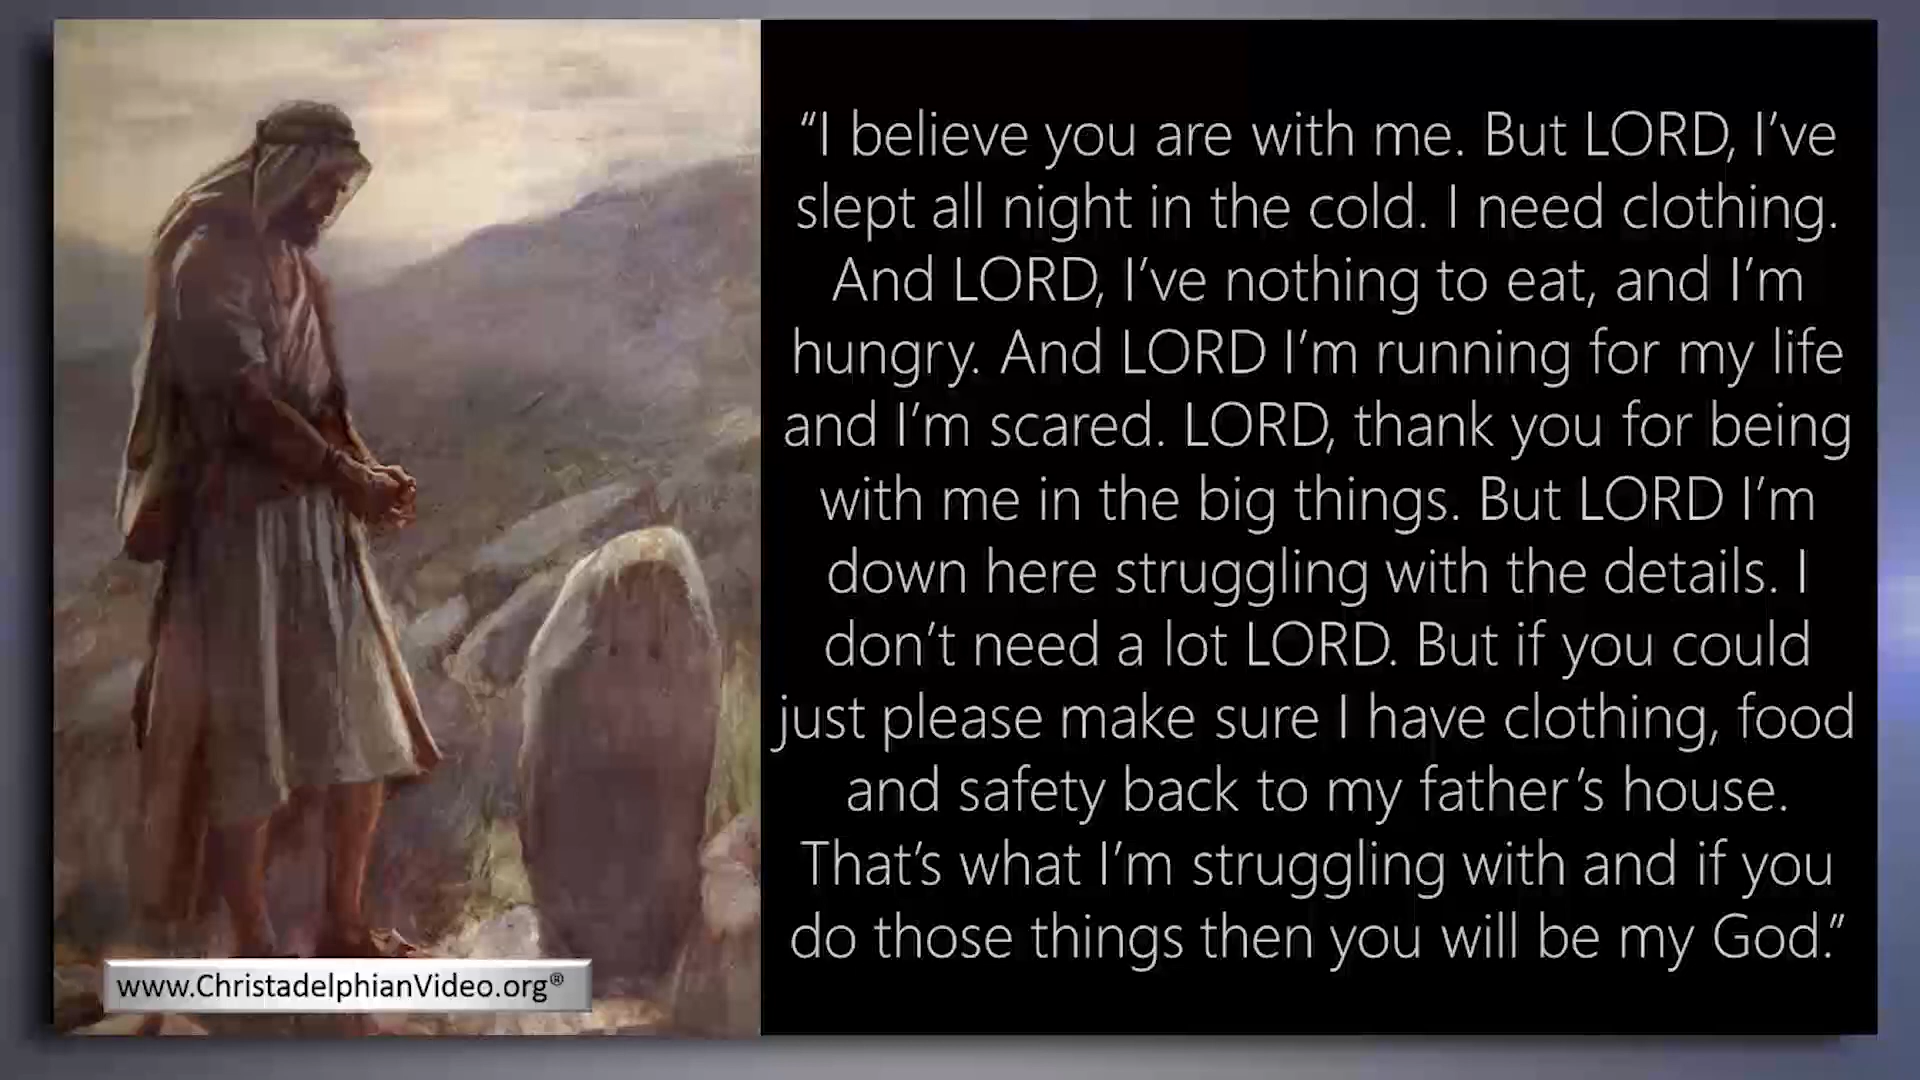 “I believe you are with me. But LORD, I’ve
slept all night in the cold. I need clothing.
And LORD, I’ve nothing to eat, and I’m
hungry. And LORD I’m running for my life
and I’m scared. LORD, thank you for being
with me in the big things. But LORD I’m
down here struggling with the details. I
don’t need a lot LORD. But if you could
just please make sure I have clothing, food
and safety back to my father’s house.
That’s what I’m struggling with and if you
do those things then you will be my God.”
www.ChristadelphianVideo.org®